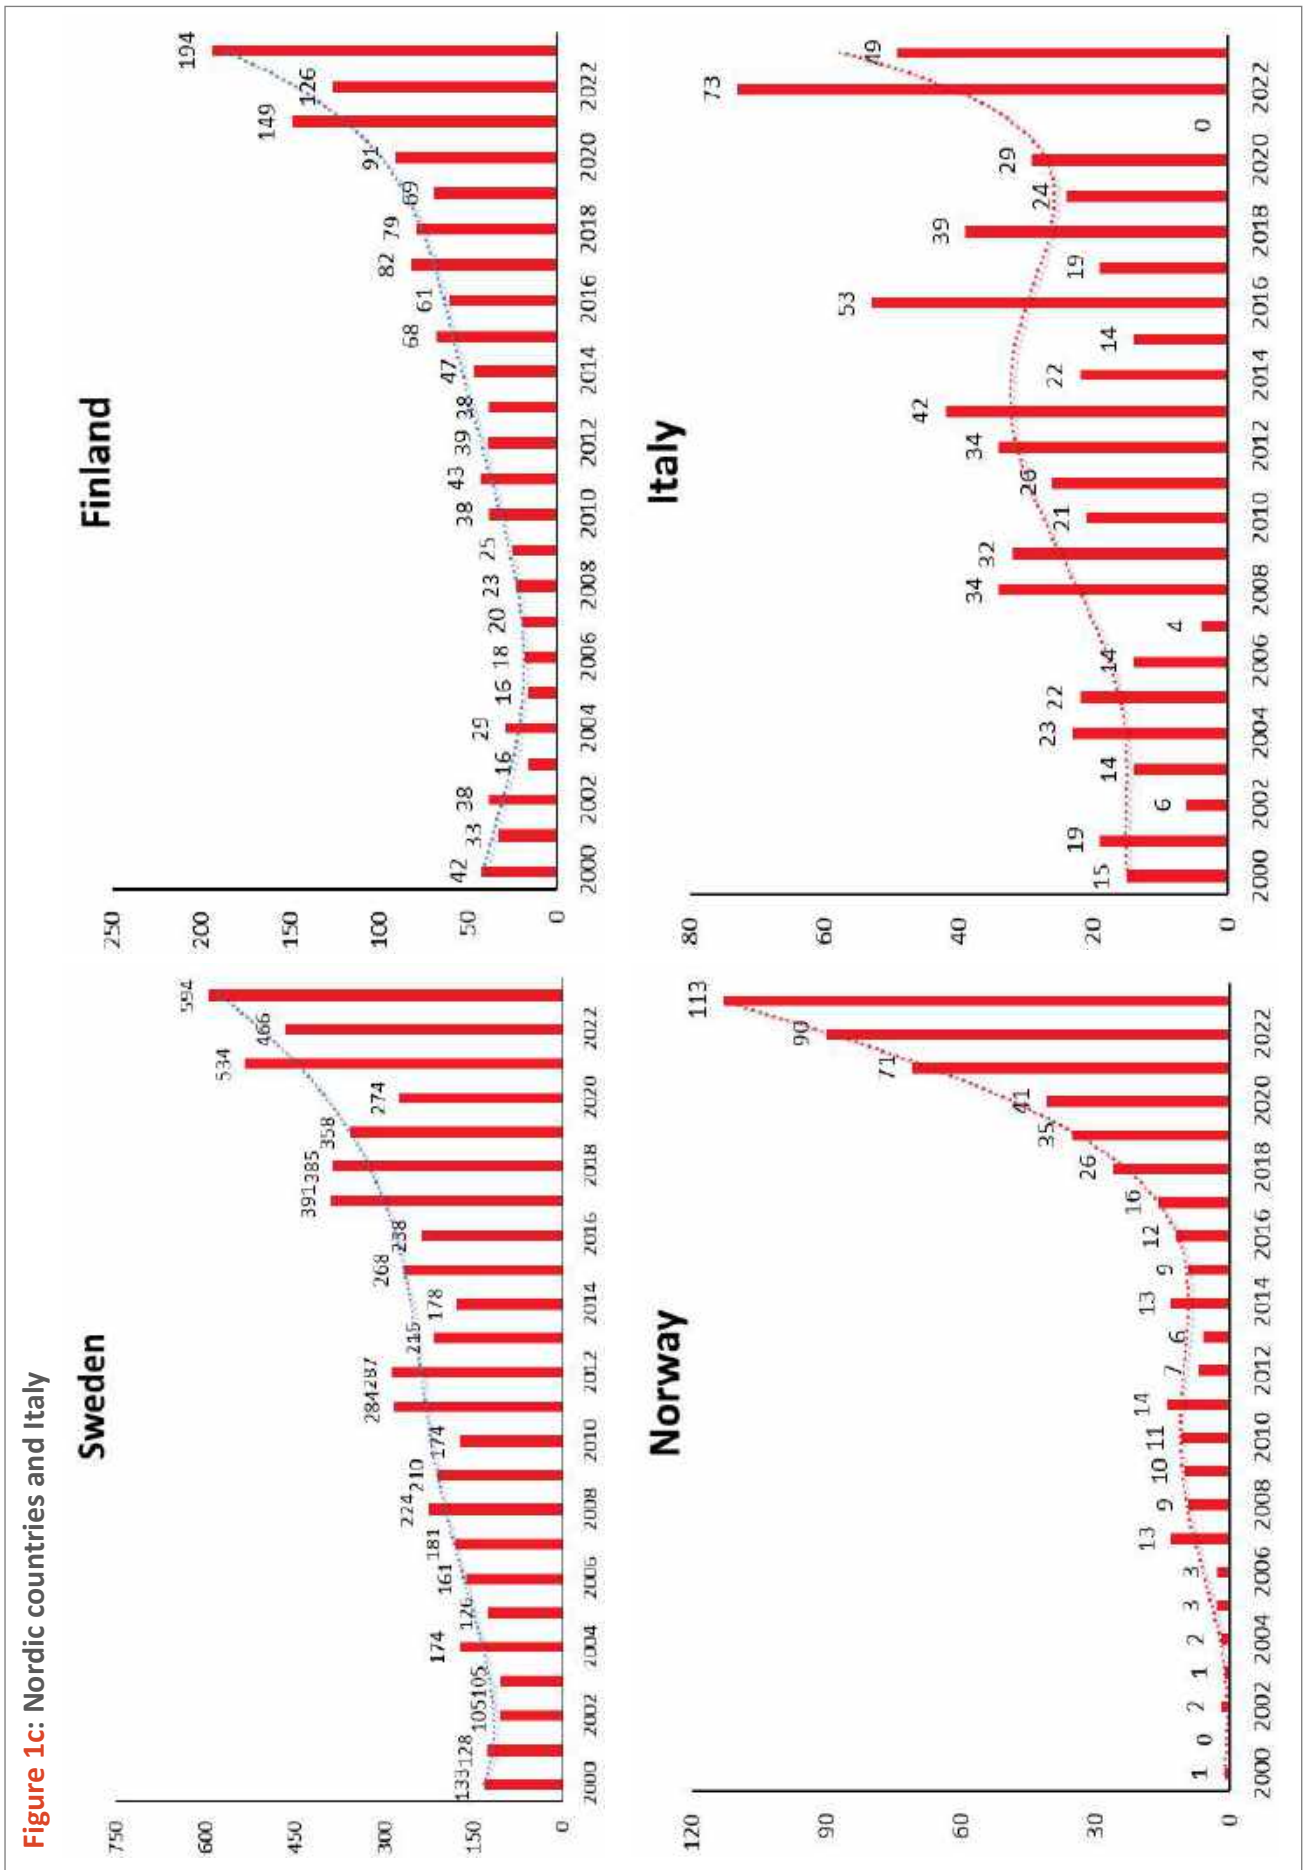 Figure 1c: Nordic countries and Italy
Sweden
750
600
450
300
150
0
133 128 105 105 174 126 161 181 224 210 174 284 287 215 178 268 238 391 385 358 274 534 466 594
2000 2002 2004 2006 2008 2010 2012 2014 2016 2018 2020 2022
Finland
250
200
150
100
50
0
42 33 38 16 29 16 18 20 23 25 38 43 39 38 47 68 61 82 79 69 91 149 126 194
2000 2002 2004 2006 2008 2010 2012 2014 2016 2018 2020 2022
Norway
120
90
60
30
0
1 0 2 1 2 3 3 13 9 10 11 14 7 6 13 9 12 16 26 35 41 71 90 113
2000 2002 2004 2006 2008 2010 2012 2014 2016 2018 2020 2022
Italy
80
60
40
20
0
15 19 6 14 23 22 14 4 34 32 21 26 34 42 22 14 53 19 39 24 29 0 73 49
2000 2002 2004 2006 2008 2010 2012 2014 2016 2018 2020 2022